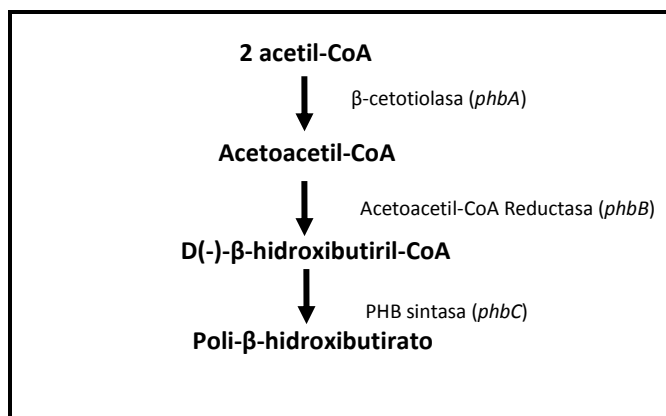 2 acetil-CoA
β-cetotiolasa (phbA)
Acetoacetil-CoA
Acetoacetil-CoA Reductasa (phbB)
D(-)-β-hidroxibutiril-CoA
PHB sintasa (phbC)
Poli-β-hidroxibutirato